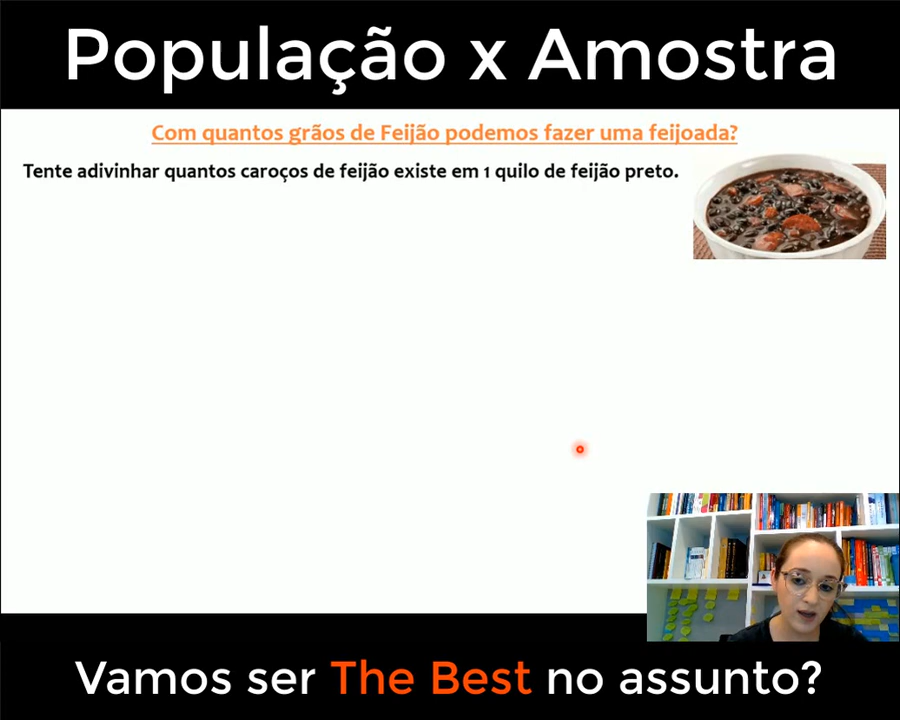 População x Amostra
Com quantos grãos de Feijão podemos fazer uma feijoada?
Tente adivinhar quantos caroços de feijão existe em 1 quilo de feijão preto.
Vamos ser The Best no assunto?